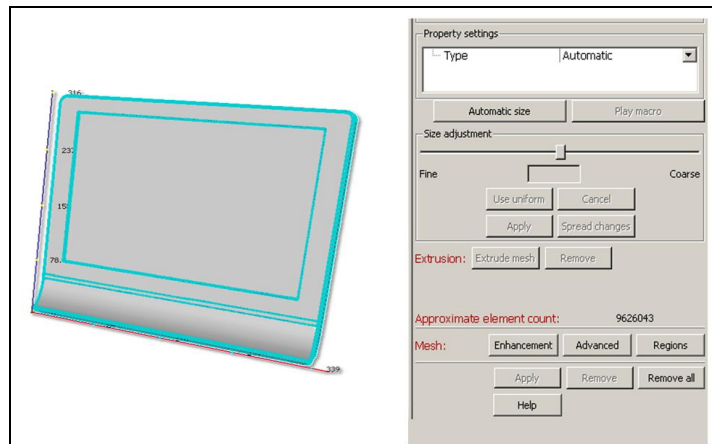 316.
237
155
78.
339.
Property settings
Type Automatic
Automatic size Play macro
Size adjustment
Fine Coarse
Use uniform Cancel
Apply Spread changes
Extrusion: Extrude mesh Remove
Approximate element count: 9626043
Mesh: Enhancement Advanced Regions
Apply Remove Remove all
Help